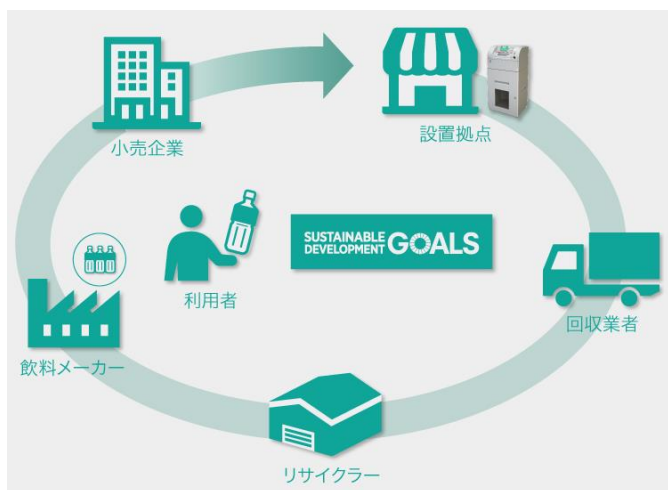 小売企業
設置拠点
利用者
SUSTAINABLE
DEVELOPMENT GOALS
回収業者
飲料メーカー
リサイクラー